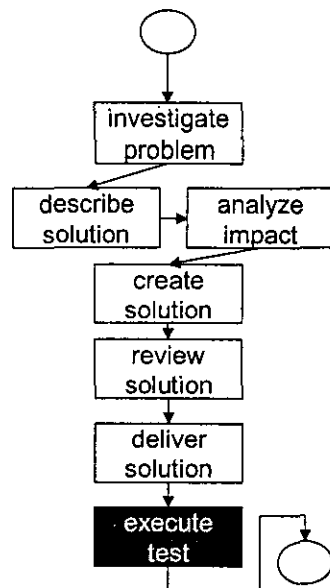 investigate
problem
describe
solution
analyze
impact
create
solution
review
solution
deliver
solution
execute
test